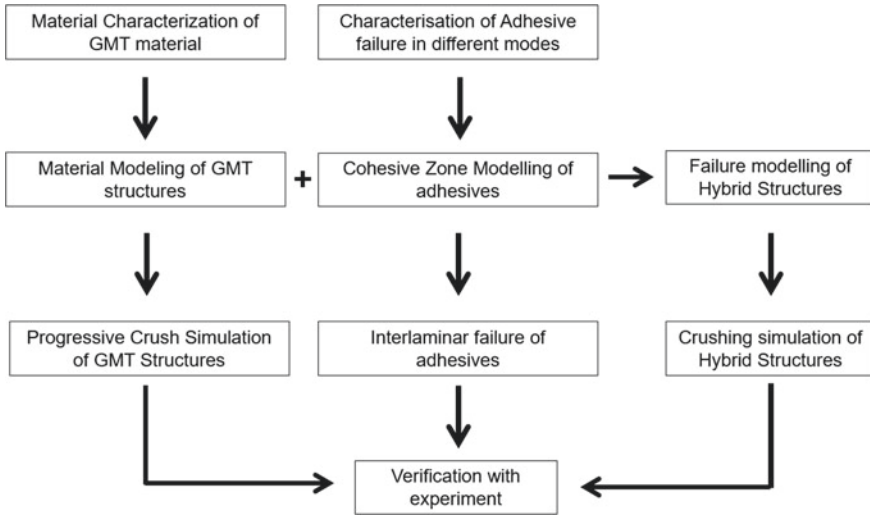 Material Characterization of
GMT material
Characterisation of Adhesive
failure in different modes
Material Modeling of GMT
structures
+
Cohesive Zone Modelling of
adhesives
Failure modelling of
Hybrid Structures
Progressive Crush Simulation
of GMT Structures
Interlaminar failure of
adhesives
Crushing simulation of
Hybrid Structures
Verification with
experiment